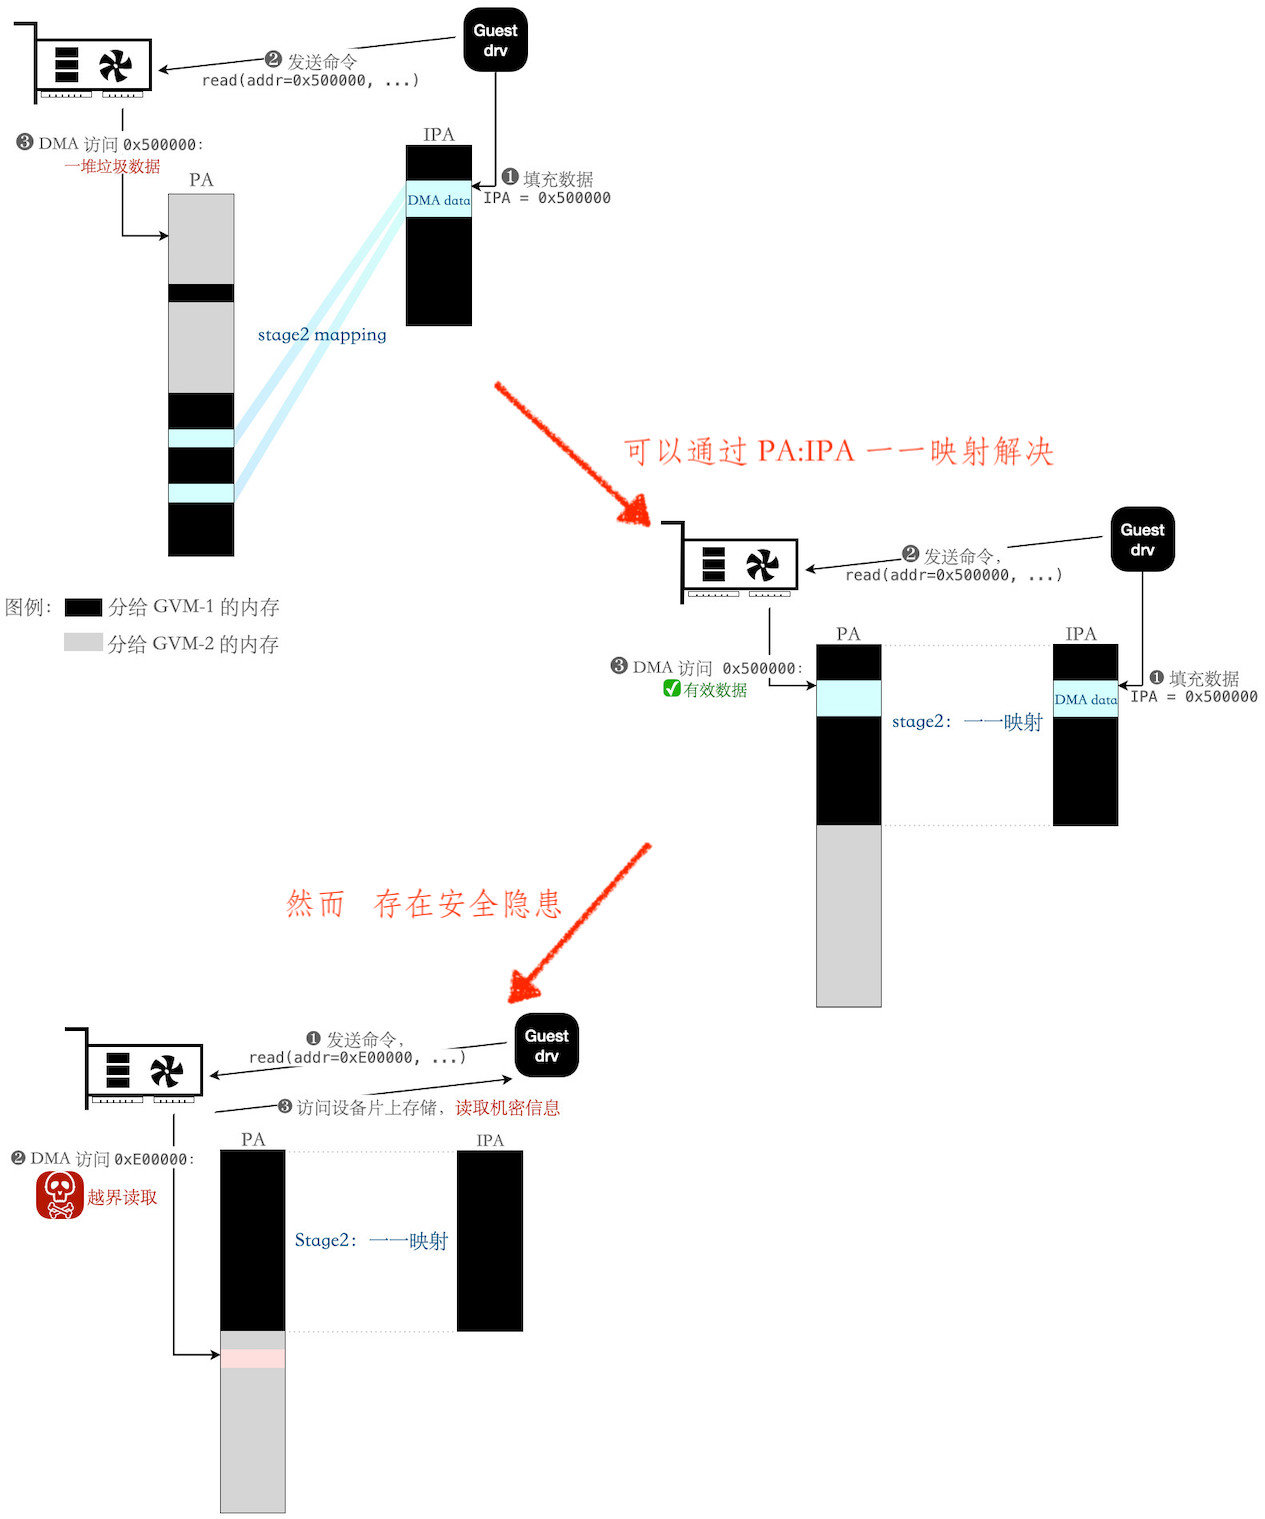 Guest
drv
❷ 发送命令
read(addr=0x500000, ...)
❸ DMA 访问 0x500000:
一堆垃圾数据
PA
IPA
DMA data
❶ 填充数据
IPA = 0x500000
stage2 mapping
可以通过 PA:IPA 一一映射解决
图例：
分给 GVM-1 的内存
分给 GVM-2 的内存
Guest
drv
❷ 发送命令，
read(addr=0x500000, ...)
❸ DMA 访问 0x500000:
✅ 有效数据
PA
IPA
DMA data
❶ 填充数据
IPA = 0x500000
stage2：一一映射
然而 存在安全隐患
Guest
drv
❶ 发送命令，
read(addr=0xE00000, ...)
❸ 访问设备片上存储，读取机密信息
❷ DMA 访问 0xE00000:
越界读取
PA
IPA
Stage2：一一映射